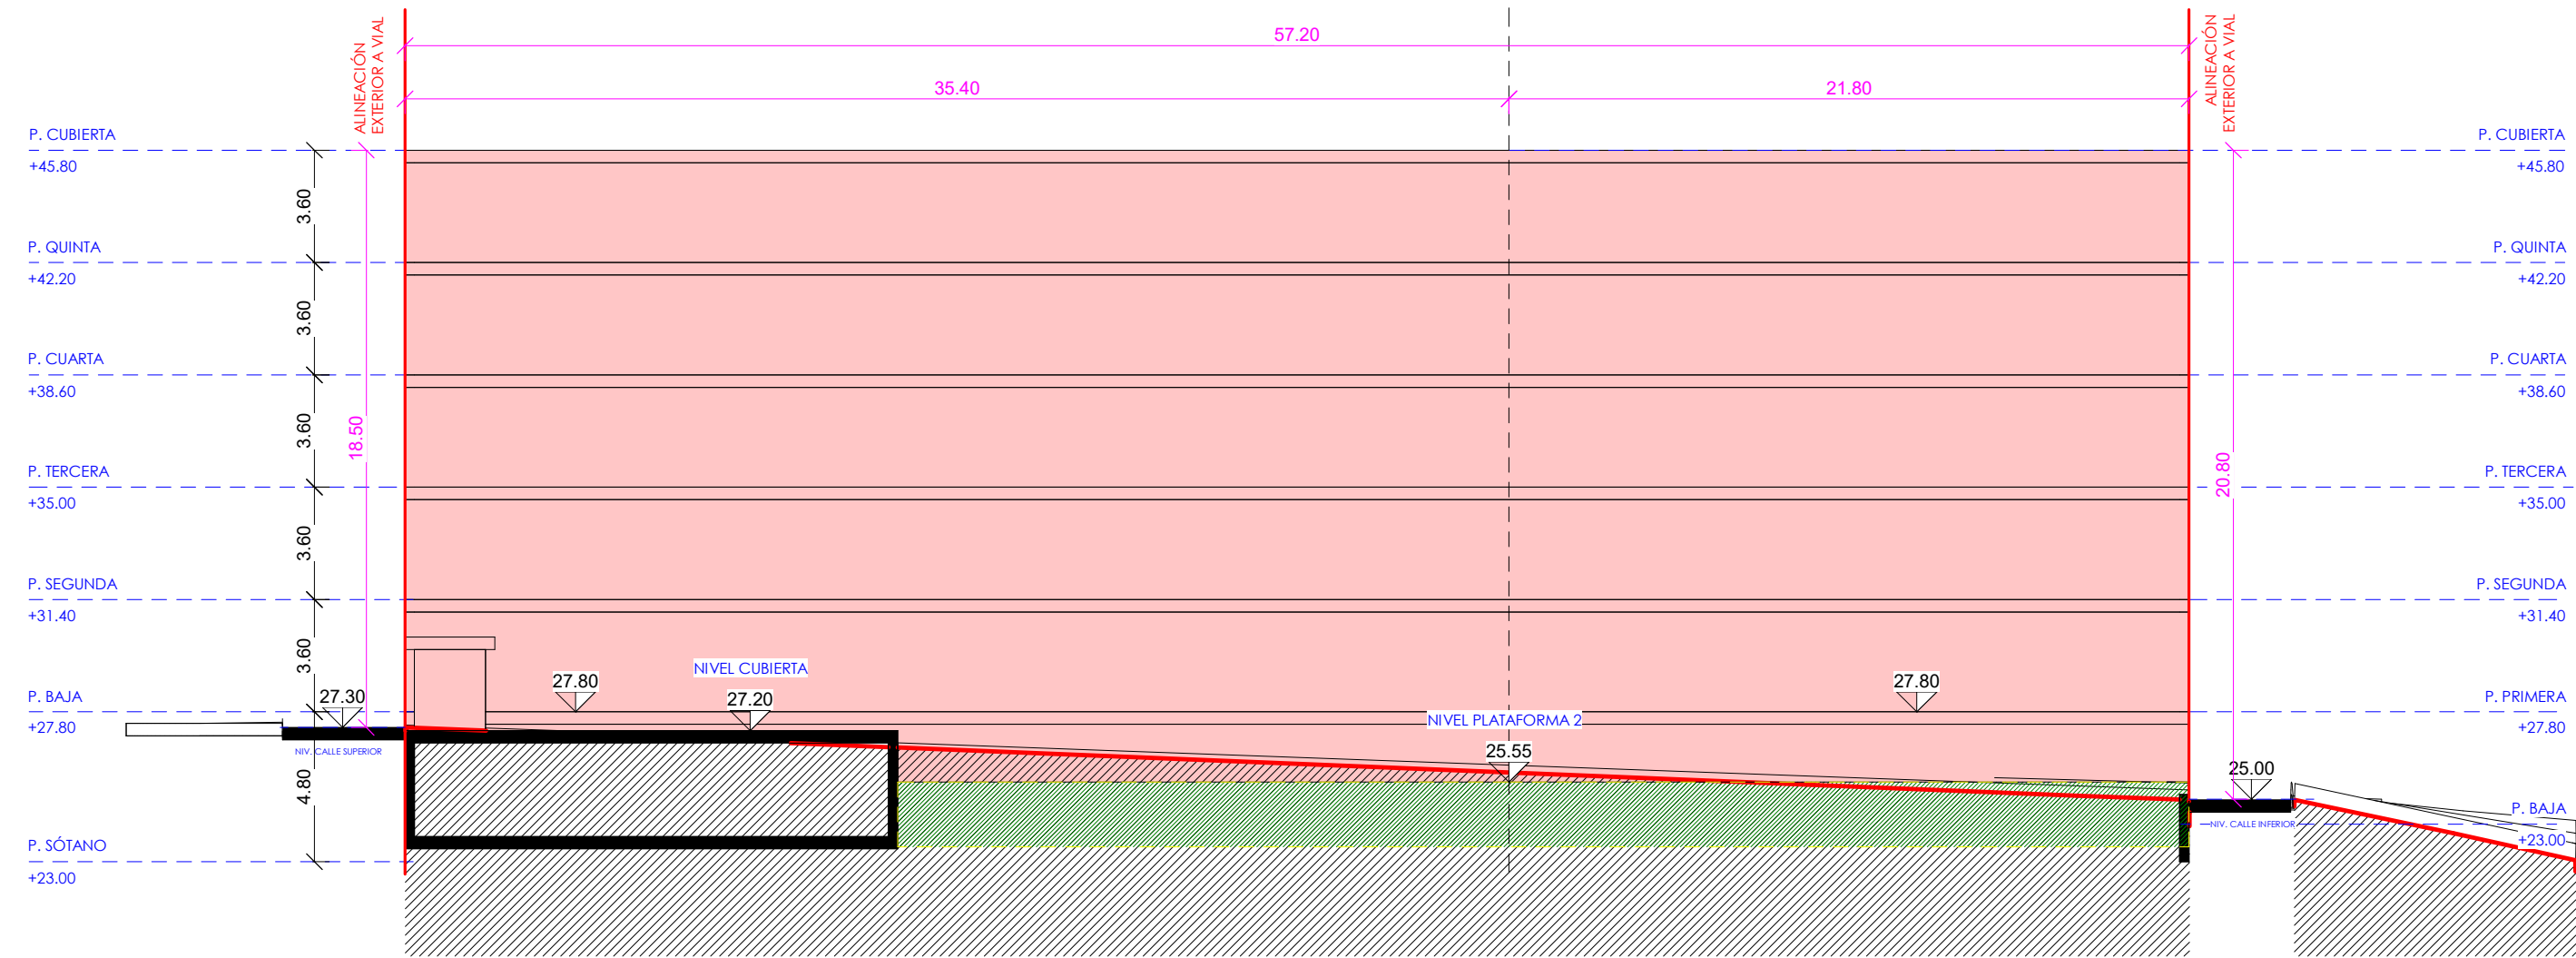 57.20
ALINEACIÓN
EXTERIOR A VIAL
ALINEACIÓN
EXTERIOR A VIAL
35.40
21.80
P. CUBIERTA
+45.80
P. CUBIERTA
+45.80
3.60
P. QUINTA
+42.20
P. QUINTA
+42.20
3.60
P. CUARTA
+38.60
P. CUARTA
+38.60
3.60
18.50
20.80
P. TERCERA
+35.00
P. TERCERA
+35.00
3.60
P. SEGUNDA
+31.40
P. SEGUNDA
+31.40
3.60
NIVEL CUBIERTA
27.80
27.20
27.80
P. BAJA
+27.80
27.30
NIV. CALLE SUPERIOR
P. PRIMERA
+27.80
NIVEL PLATAFORMA 2
25.55
25.00
4.80
P. BAJA
NIV. CALLE INFERIOR
+23.00
P. SÓTANO
+23.00